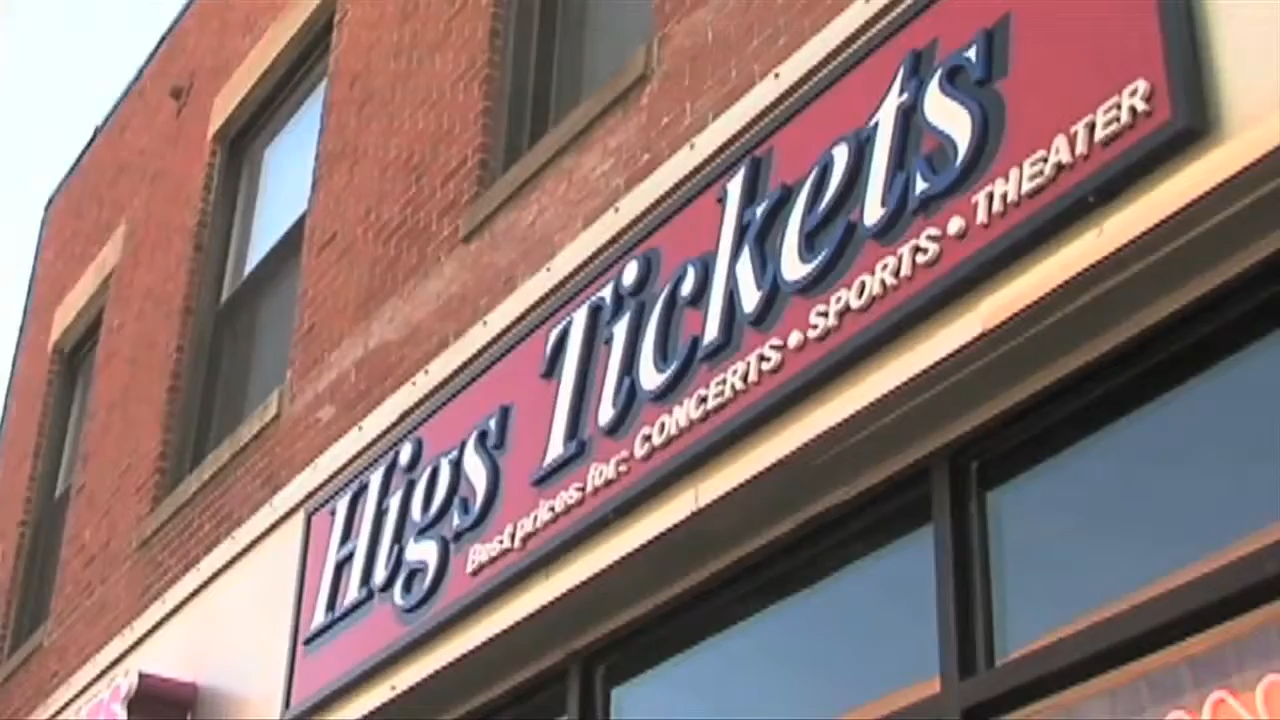 Higs Tickets
Best prices for: CONCERTS • SPORTS • THEATER